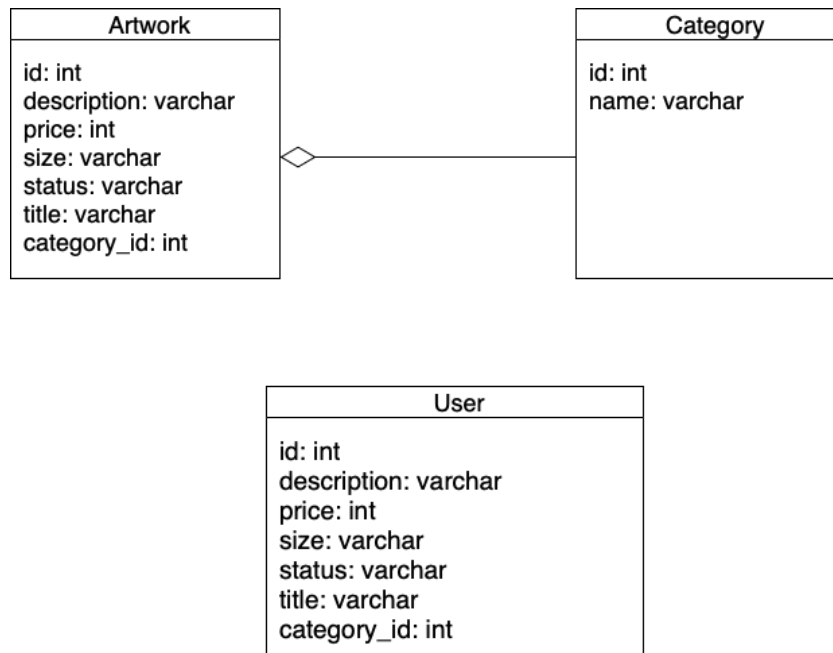 Artwork
id: int
description: varchar
price: int
size: varchar
status: varchar
title: varchar
category_id: int
Category
id: int
name: varchar
User
id: int
description: varchar
price: int
size: varchar
status: varchar
title: varchar
category_id: int